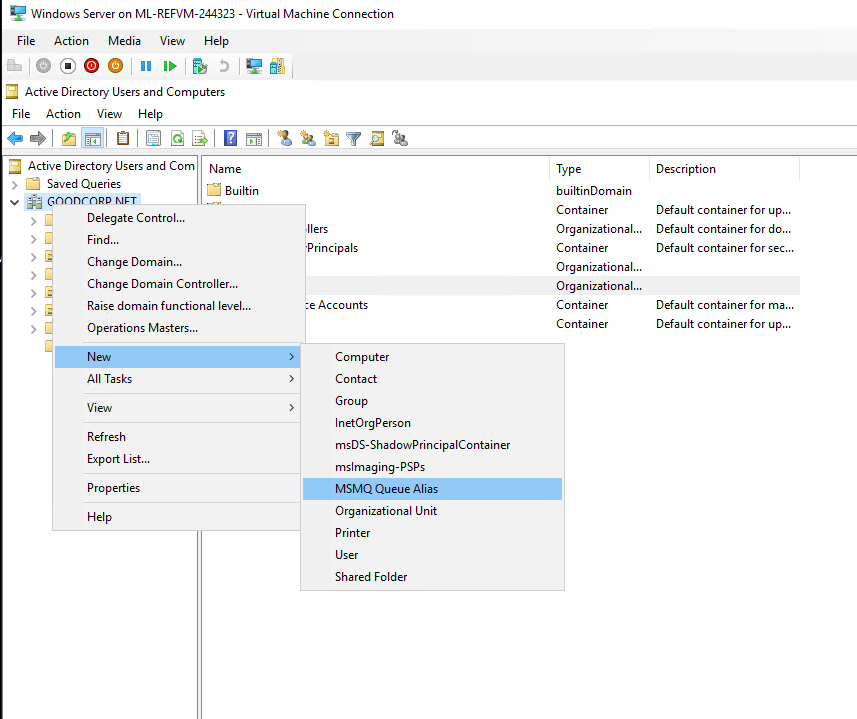 Windows Server on ML-REFVM-244323 - Virtual Machine Connection
File Action Media View Help
Active Directory Users and Computers
File Action View Help
Active Directory Users and Com
Saved Queries
GOODCORP.NET
Name Type Description
Builtin builtinDomain
Container Default container for up...
llers Organizational... Default container for do...
Principals Container Default container for sec...
Organizational...
Organizational...
ce Accounts Container Default container for ma...
Container Default container for up...
Delegate Control...
Find...
Change Domain...
Change Domain Controller...
Raise domain functional level...
Operations Masters...
New
All Tasks
View
Refresh
Export List...
Properties
Help
Computer
Contact
Group
InetOrgPerson
msDS-ShadowPrincipalContainer
msImaging-PSPs
MSMQ Queue Alias
Organizational Unit
Printer
User
Shared Folder